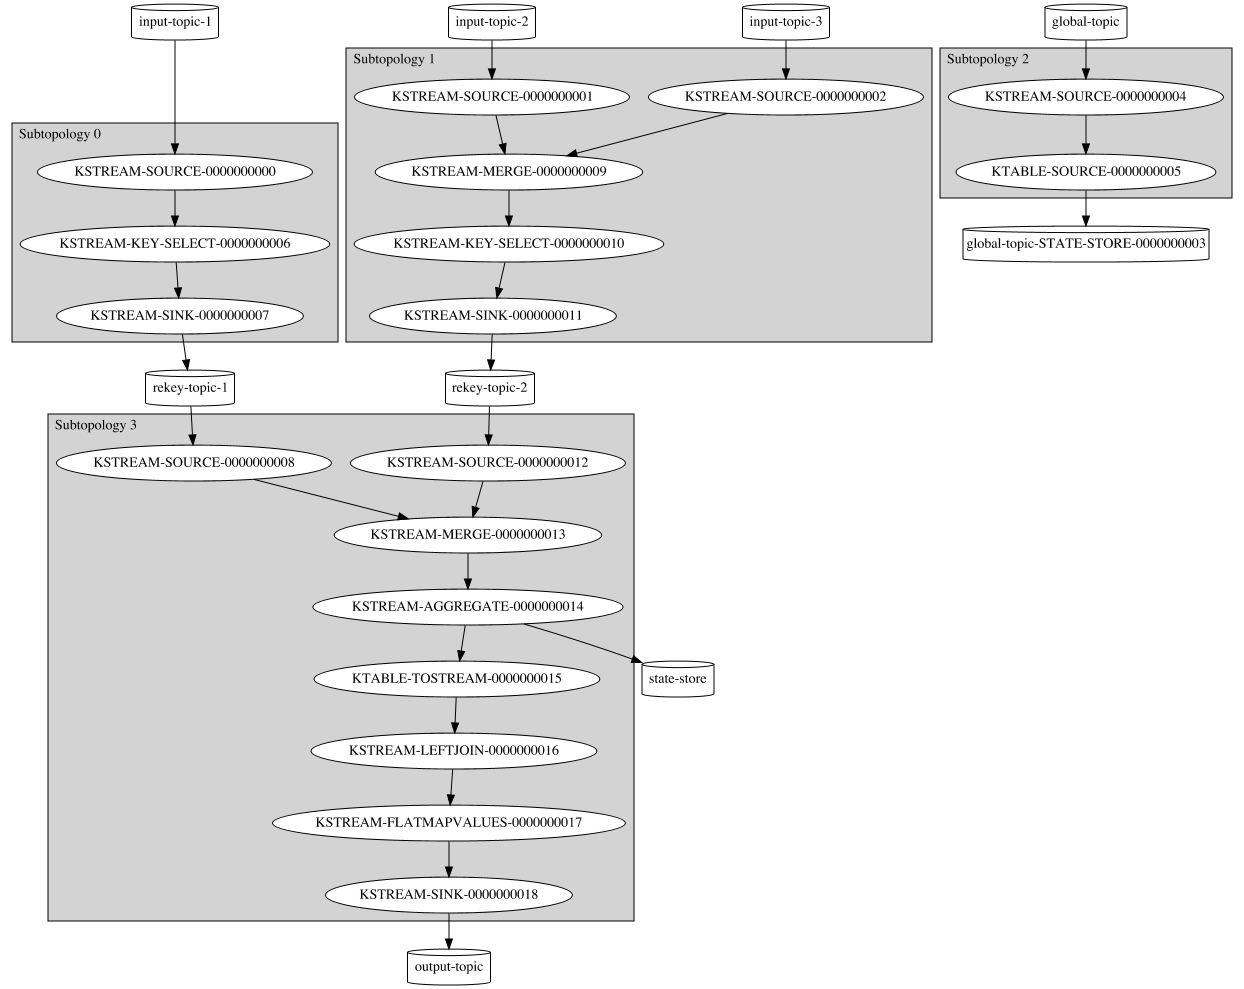 input-topic-1
input-topic-2
input-topic-3
global-topic
Subtopology 1
Subtopology 2
KSTREAM-SOURCE-0000000001
KSTREAM-SOURCE-0000000002
KSTREAM-SOURCE-0000000004
Subtopology 0
KSTREAM-SOURCE-0000000000
KSTREAM-MERGE-0000000009
KTABLE-SOURCE-0000000005
KSTREAM-KEY-SELECT-0000000006
KSTREAM-KEY-SELECT-0000000010
global-topic-STATE-STORE-0000000003
KSTREAM-SINK-0000000007
KSTREAM-SINK-0000000011
rekey-topic-1
rekey-topic-2
Subtopology 3
KSTREAM-SOURCE-0000000008
KSTREAM-SOURCE-0000000012
KSTREAM-MERGE-0000000013
KSTREAM-AGGREGATE-0000000014
KTABLE-TOSTREAM-0000000015
state-store
KSTREAM-LEFTJOIN-0000000016
KSTREAM-FLATMAPVALUES-0000000017
KSTREAM-SINK-0000000018
output-topic